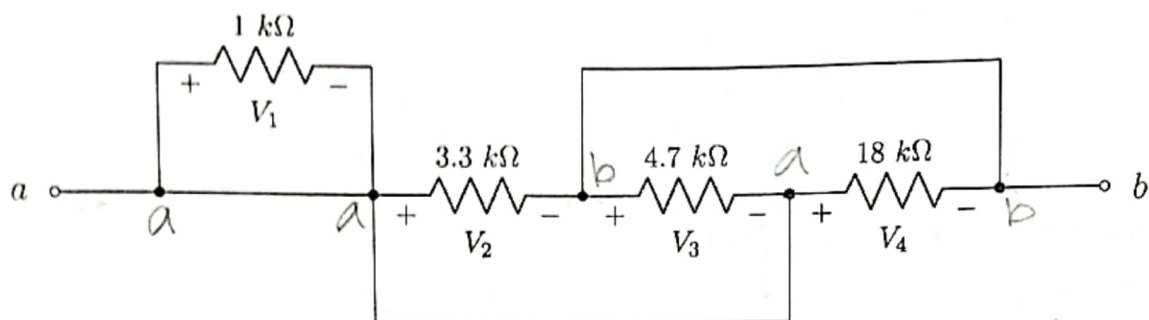 1 kΩ
+ −
V₁
3.3 kΩ b 4.7 kΩ a 18 kΩ
a b
a a + − + − + − b
V₂ V₃ V₄